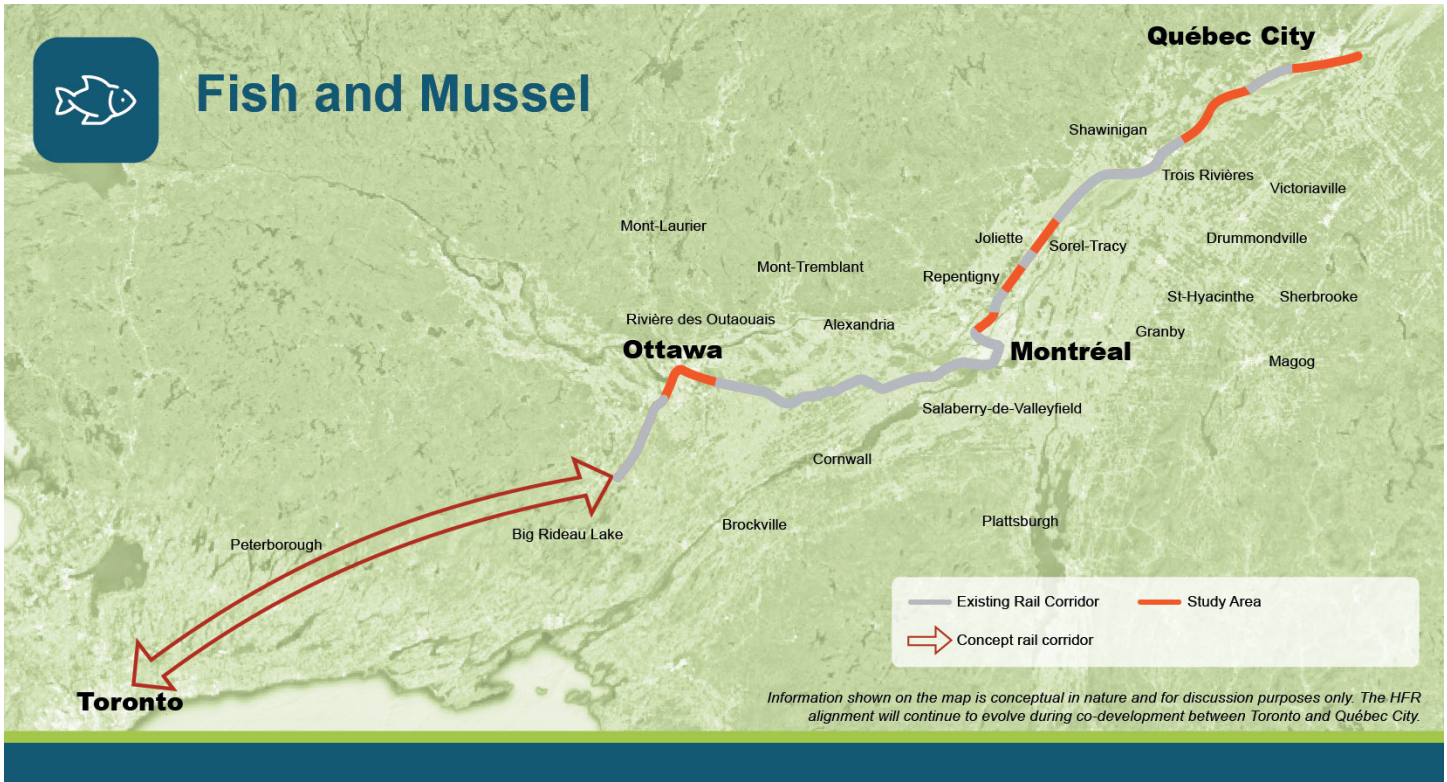 Fish and Mussel
Québec City
Shawinigan
Trois Rivières
Victoriaville
Mont-Laurier
Joliette
Sorel-Tracy
Drummondville
Mont-Tremblant
Repentigny
St-Hyacinthe
Sherbrooke
Rivière des Outaouais
Alexandria
Granby
Ottawa
Montréal
Magog
Salaberry-de-Valleyfield
Cornwall
Brockville
Plattsburgh
Big Rideau Lake
Peterborough
Toronto
Existing Rail Corridor
Study Area
Concept rail corridor
Information shown on the map is conceptual in nature and for discussion purposes only. The HFR
alignment will continue to evolve during co-development between Toronto and Québec City.